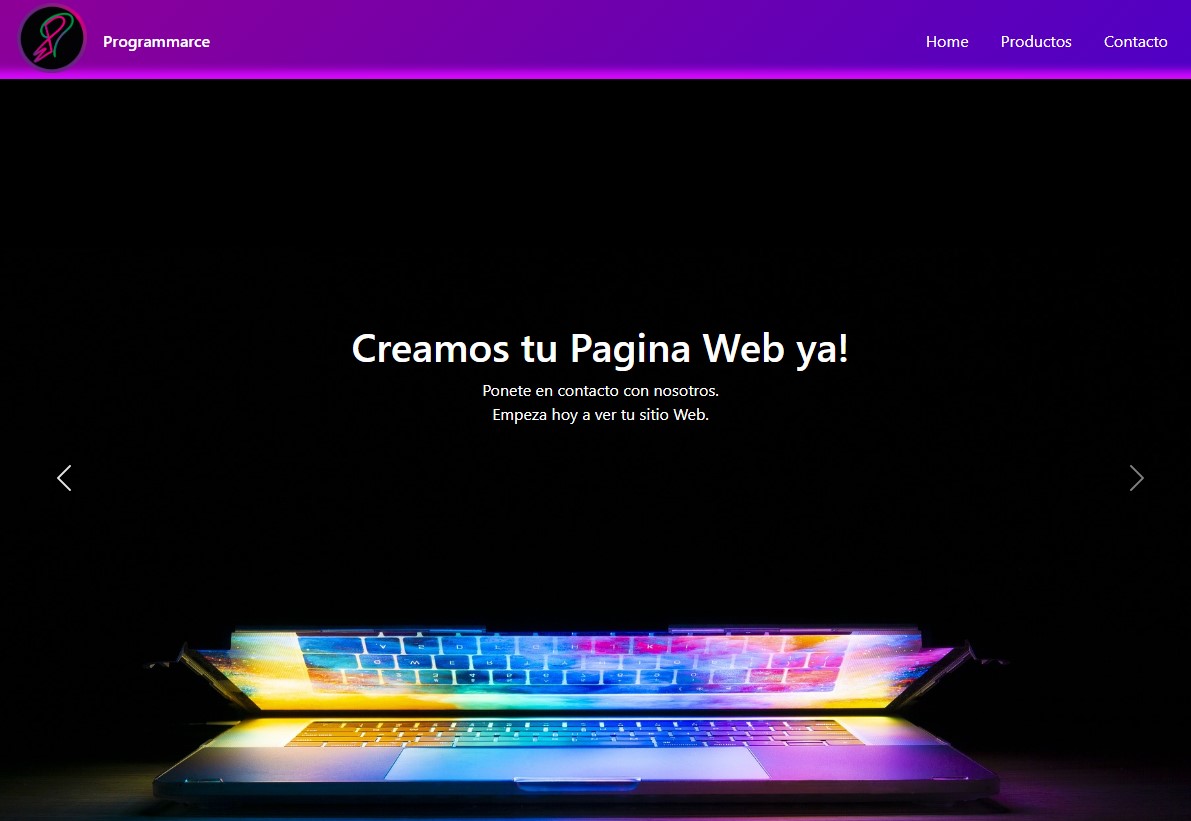 Programmarce
Home
Productos
Contacto
Creamos tu Pagina Web ya!
Ponete en contacto con nosotros.
Empeza hoy a ver tu sitio Web.